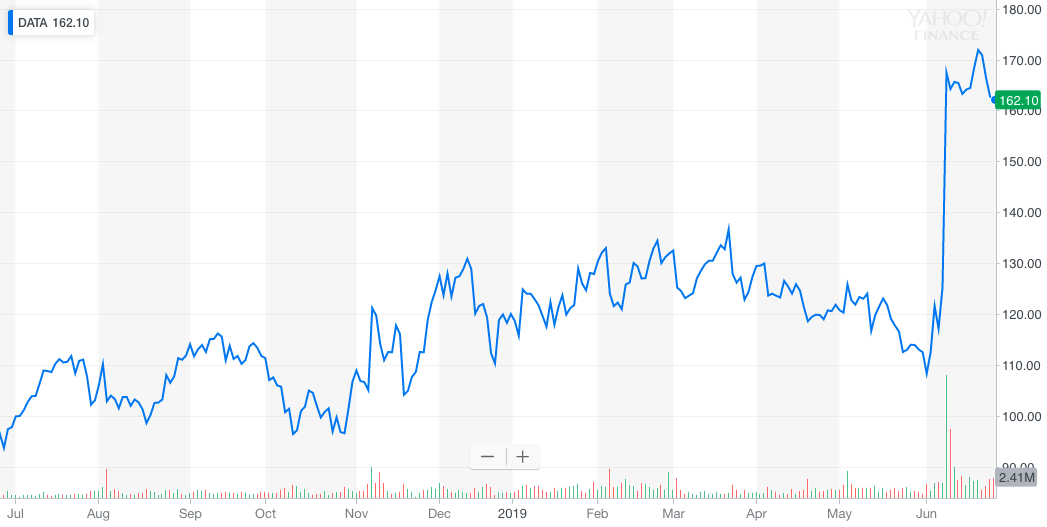 DATA 162.10
YAHOO!
FINANCE
180.00
170.00
162.10
160.00
150.00
140.00
130.00
120.00
110.00
100.00
90.00
2.41M
Jul Aug Sep Oct Nov Dec 2019 Feb Mar Apr May Jun